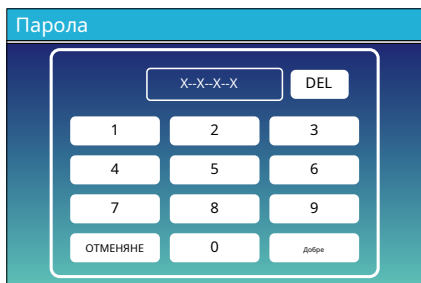 Парола
X--X--X--X DEL
1 2 3
4 5 6
7 8 9
ОТМЕНЯНЕ 0 Добре